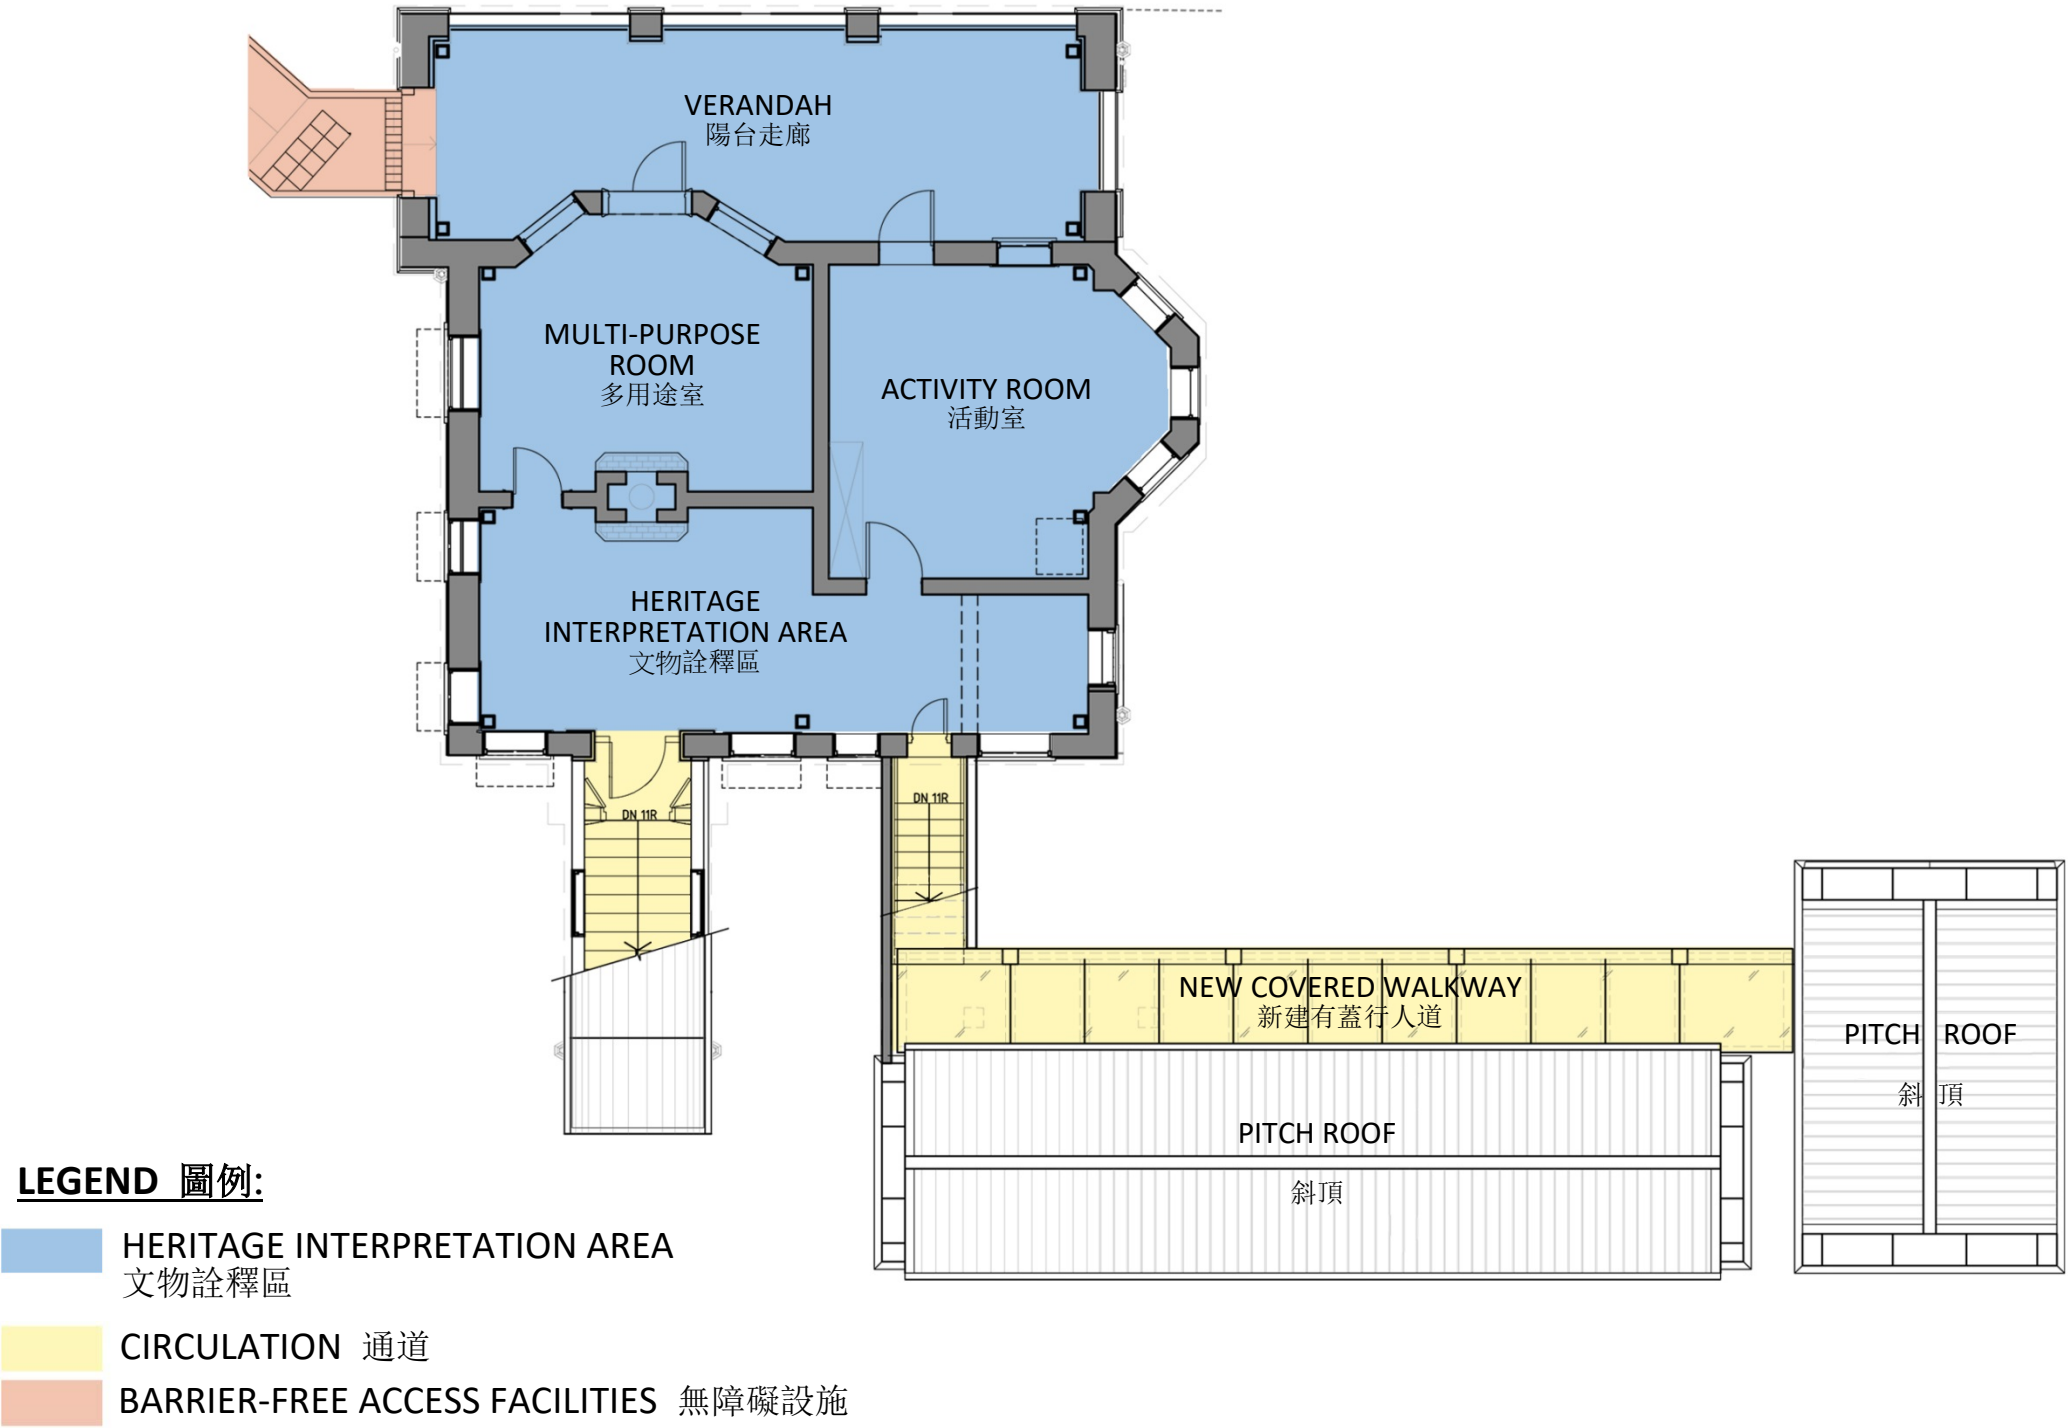 VERANDAH
陽台走廊
MULTI-PURPOSE
ROOM
多用途室
ACTIVITY ROOM
活動室
HERITAGE
INTERPRETATION AREA
文物詮釋區
DN 11R
DN 11R
NEW COVERED WALKWAY
新建有蓋行人道
PITCH ROOF
斜頂
PITCH ROOF
斜頂
LEGEND 圖例:
HERITAGE INTERPRETATION AREA
文物詮釋區
CIRCULATION 通道
BARRIER-FREE ACCESS FACILITIES 無障礙設施